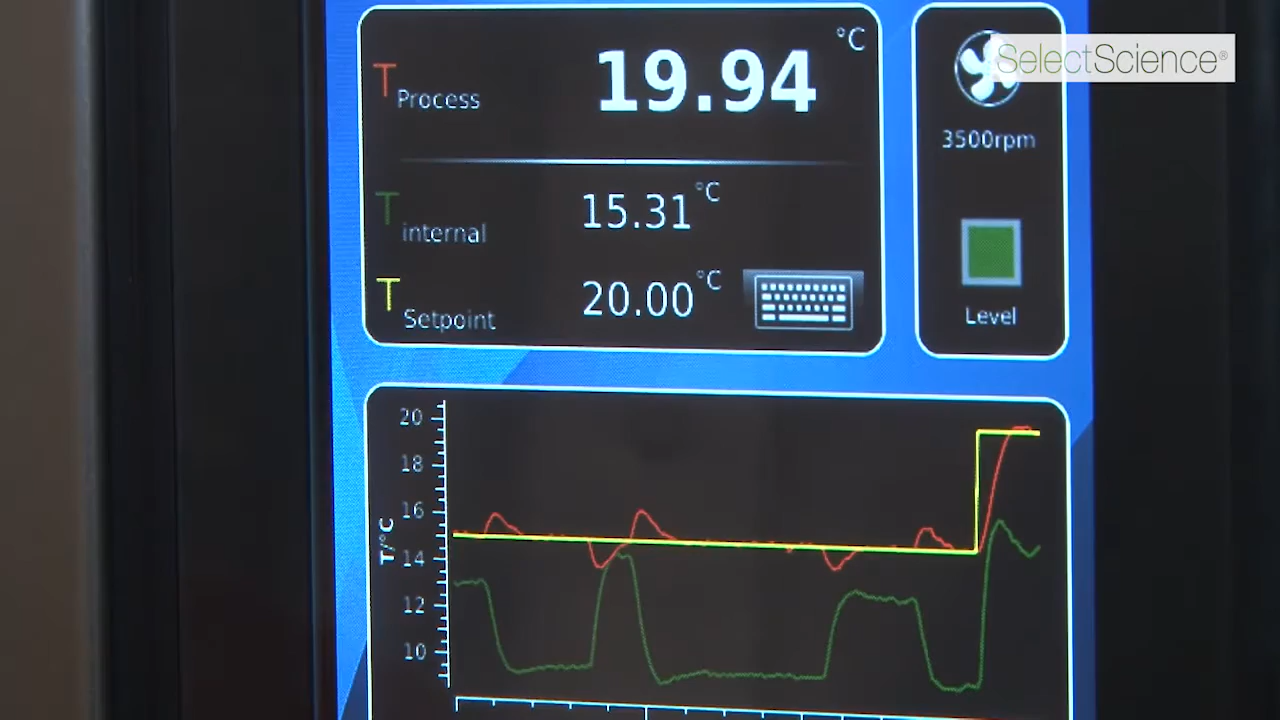 °C
T Process 19.94
SelectScience®
3500rpm
T internal 15.31 °C
T Setpoint 20.00 °C
Level
20
18
16
14
12
10
T/°C